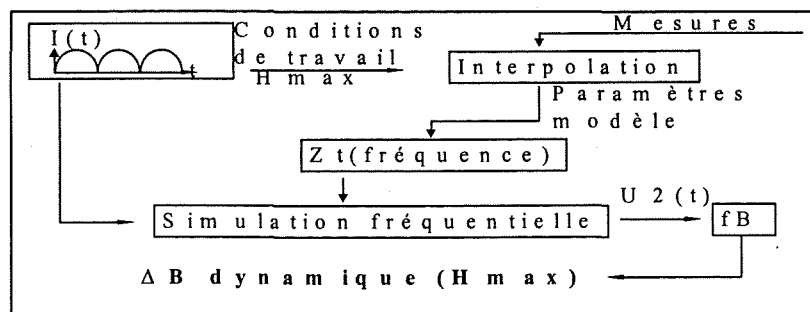 I(t)
t
Conditions
de travail
Hmax
Mesures
Interpolation
Paramètres
modèle
Zt(fréquence)
Simulation fréquentielle
U2(t)
fB
ΔB dynamique (Hmax)